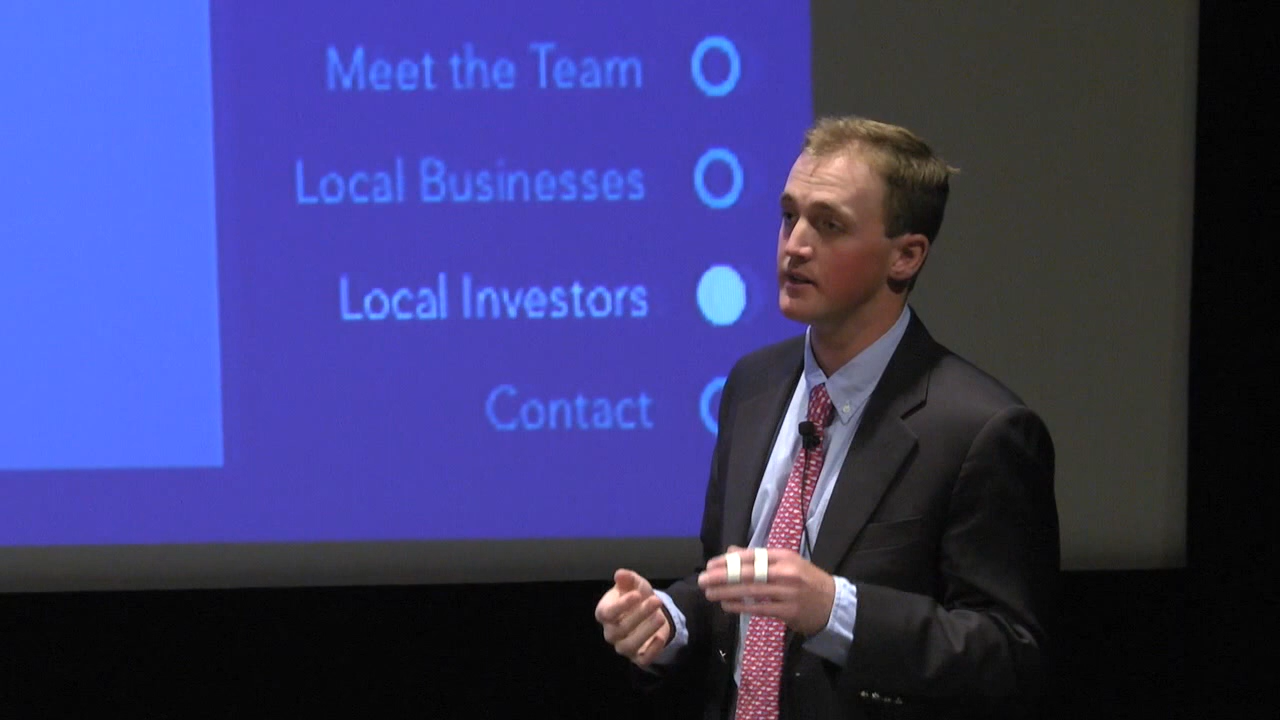 Meet the Team
Local Businesses
Local Investors
Contact